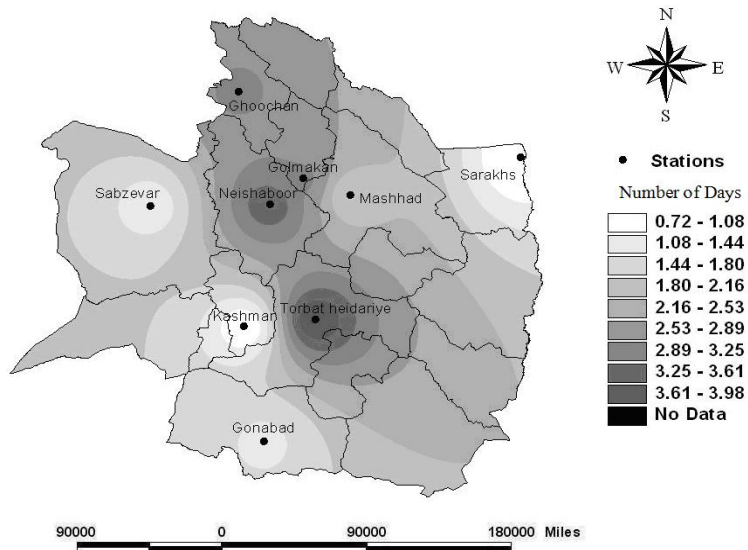 N
W E
S
Stations
Number of Days
0.72 - 1.08
1.08 - 1.44
1.44 - 1.80
1.80 - 2.16
2.16 - 2.53
2.53 - 2.89
2.89 - 3.25
3.25 - 3.61
3.61 - 3.98
No Data
Ghoochan
Golmakan
Sarakhs
Sabzevar
Neishaboor
Mashhad
Kashman
Torbat heidariye
Gonabad
90000 0 90000 180000 Miles